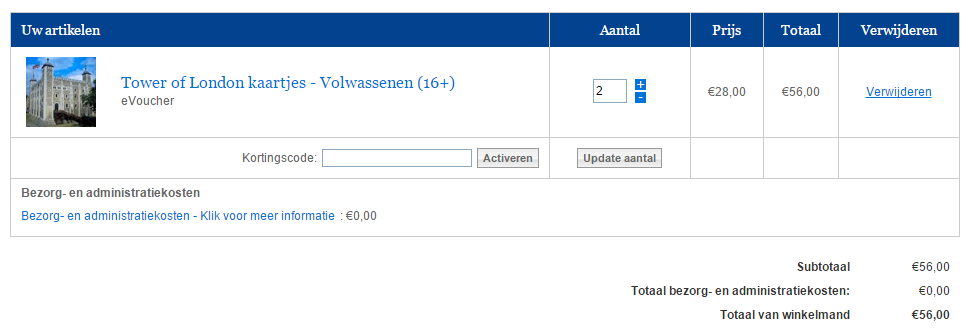 Uw artikelen Aantal Prijs Totaal Verwijderen
Tower of London kaartjes - Volwassenen (16+)
eVoucher
2 + -
€28,00 €56,00 Verwijderen
Kortingscode: Activeren Update aantal
Bezorg- en administratiekosten
Bezorg- en administratiekosten - Klik voor meer informatie : €0,00
Subtotaal €56,00
Totaal bezorg- en administratiekosten: €0,00
Totaal van winkelmand €56,00